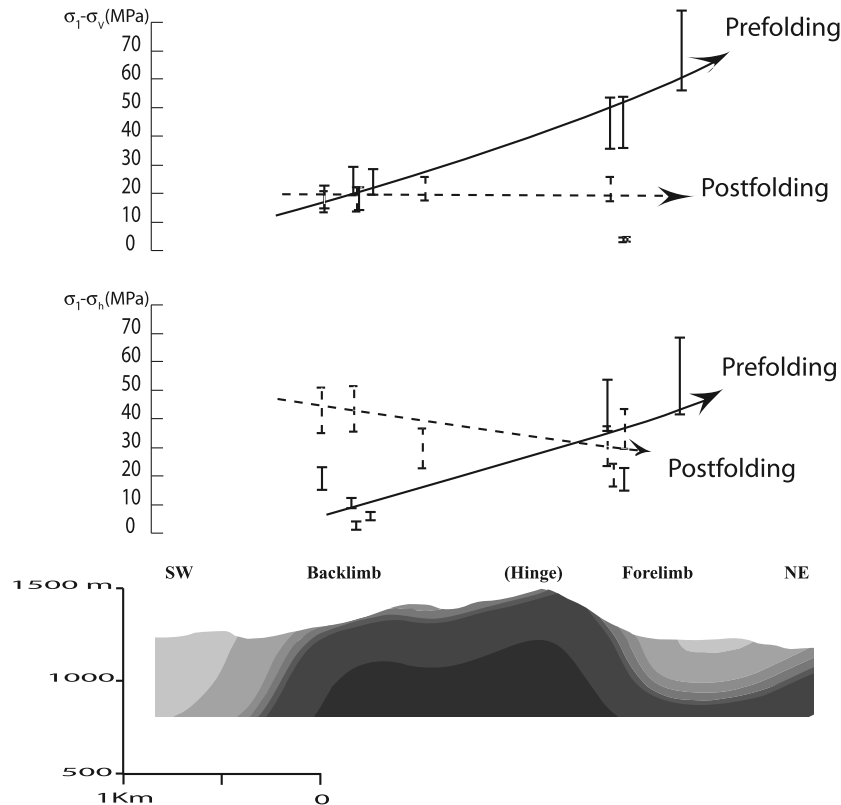 σ₁-σᵥ(MPa)
70
60
50
40
30
20
10
0
Prefolding
Postfolding
σ₁-σₕ(MPa)
70
60
50
40
30
20
10
0
Prefolding
Postfolding
SW Backlimb (Hinge) Forelimb NE
1500 m
1000
500
1Km 0